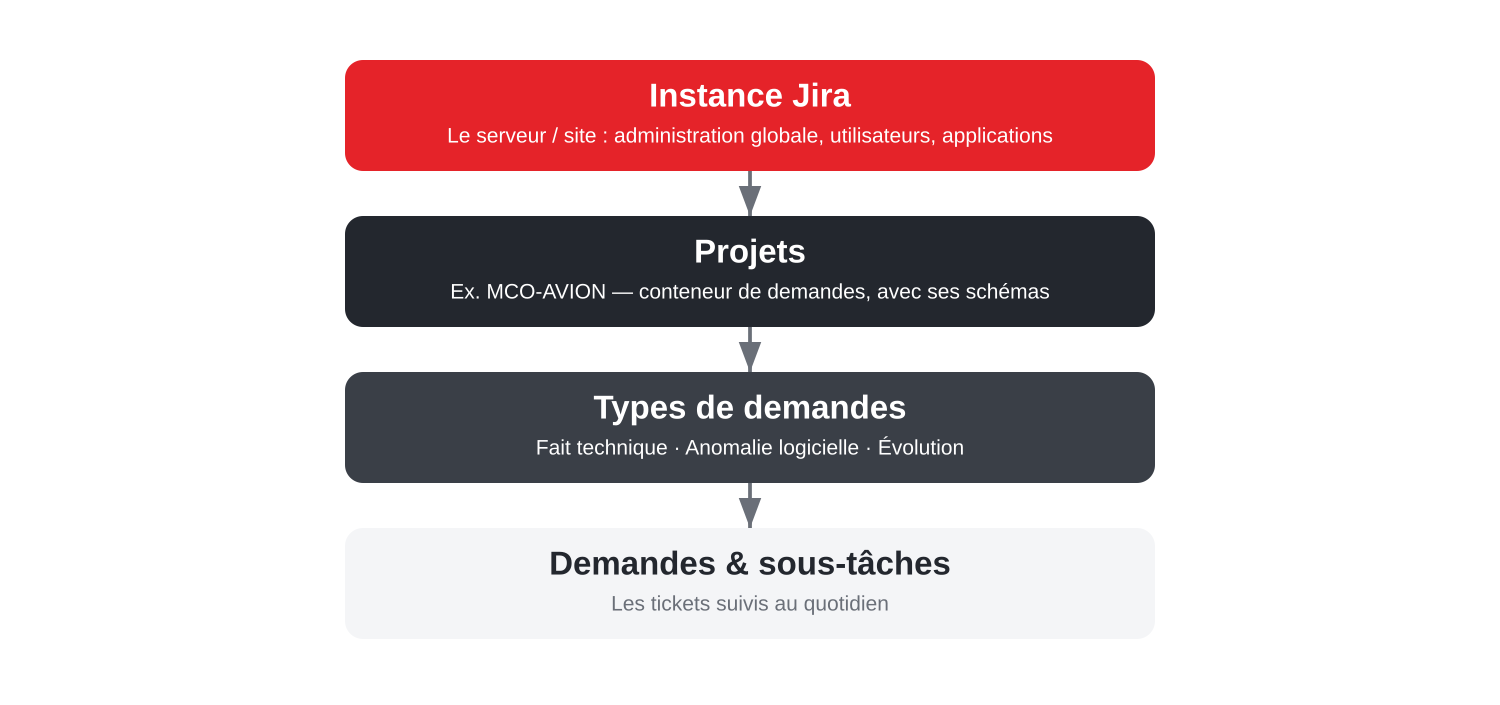 Instance Jira
Le serveur / site : administration globale, utilisateurs, applications
Projets
Ex. MCO-AVION — conteneur de demandes, avec ses schémas
Types de demandes
Fait technique · Anomalie logicielle · Évolution
Demandes & sous-tâches
Les tickets suivis au quotidien